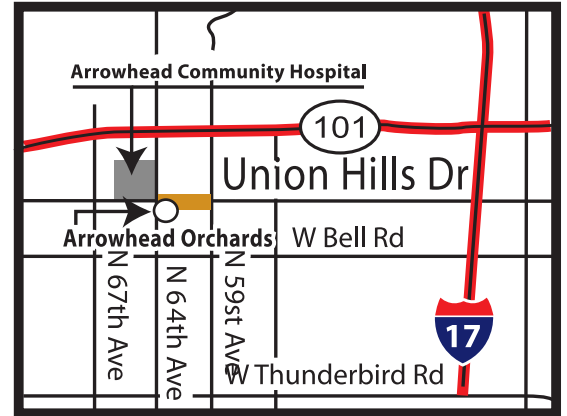 Arrowhead Community Hospital
101
Union Hills Dr
Arrowhead Orchards
W Bell Rd
N 67th Ave
N 64th Ave
N 59st Ave
17
W Thunderbird Rd